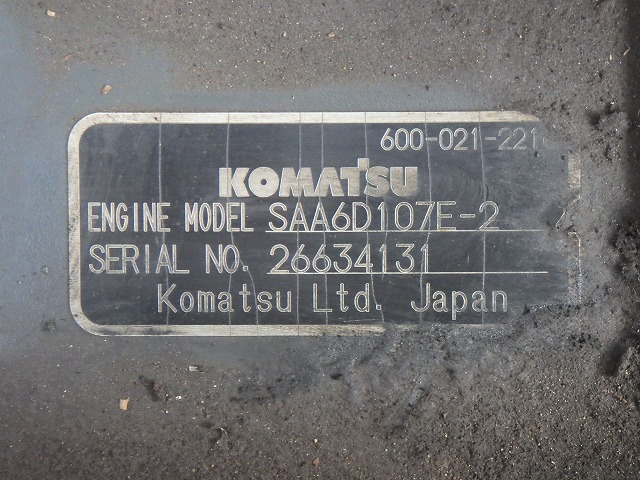 600-021-221
KOMATSU
ENGINE MODEL SAA6D107E-2
SERIAL NO. 26634131
Komatsu Ltd. Japan